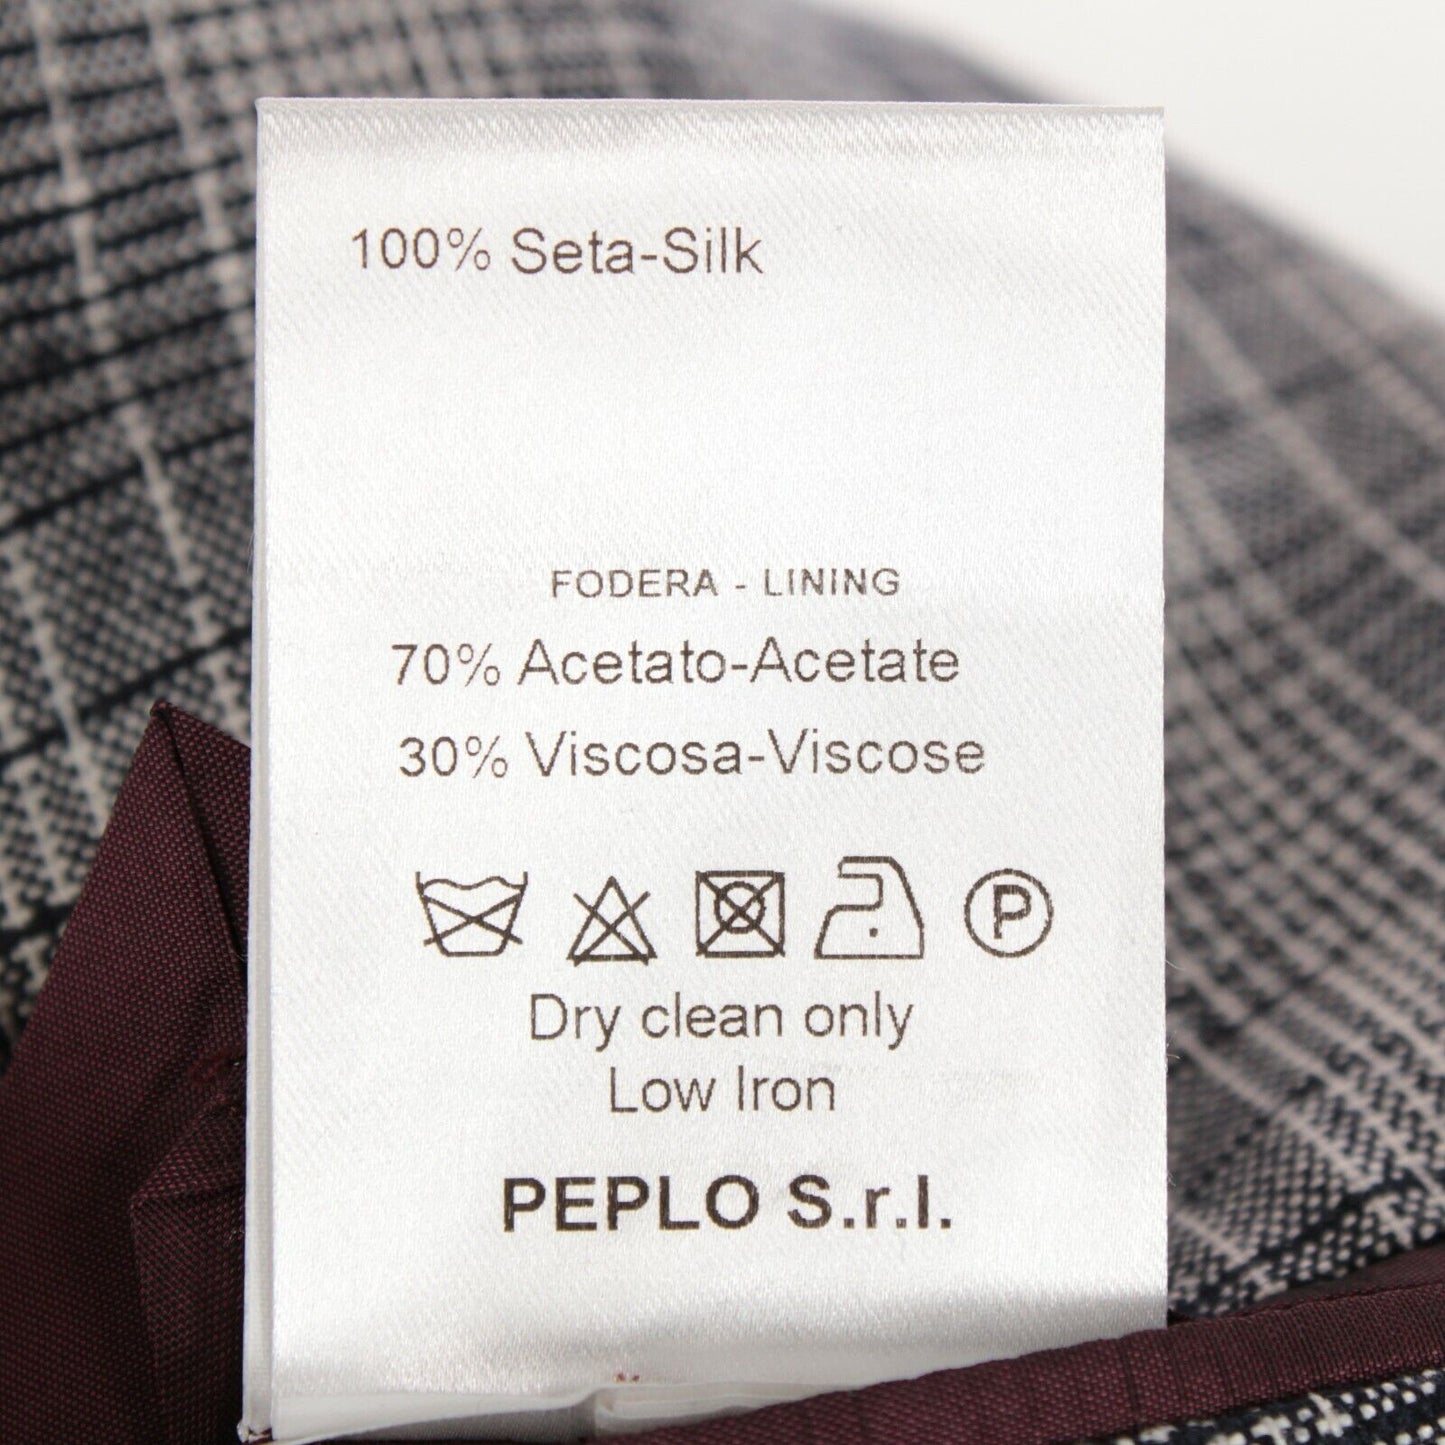 100% Seta-Silk
FODERA - LINING
70% Acetato-Acetate
30% Viscosa-Viscose
P
Dry clean only
Low Iron
PEPLO S.r.l.